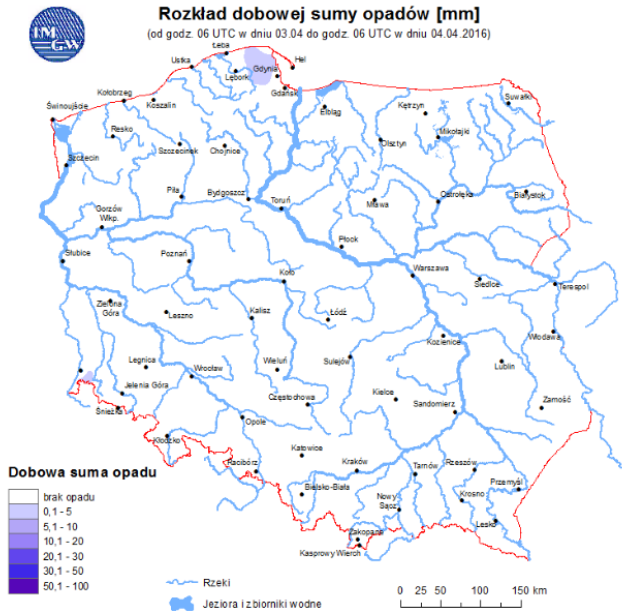 IM
GW
Rozkład dobowej sumy opadów [mm]
(od godz. 06 UTC w dniu 03.04 do godz. 06 UTC w dniu 04.04.2016)
Łeba
Hel
Ustka
Gdynia
Lębork
Gdańsk
Kołobrzeg
Koszalin
Suwałki
Świnoujście
Elbląg
Kętrzyn
Resko
Mikołajki
Szczecinek
Chojnice
Olsztyn
Szczecin
Piła
Bydgoszcz
Toruń
Mława
Ostrołęka
Białystok
Gorzów
Wlkp.
Płock
Słubice
Poznań
Warszawa
Koło
Siedlce
Terespol
Zielona
Góra
Leszno
Kalisz
Łódź
Włodawa
Kozienice
Legnica
Wrocław
Wieluń
Sulejów
Lublin
Jelenia Góra
Śnieżka
Częstochowa
Kielce
Sandomierz
Zamość
Opole
Kłodzko
Katowice
Racibórz
Kraków
Tarnów
Rzeszów
Bielsko-Biała
Przemyśl
Nowy
Sącz
Krosno
Lesko
Zakopane
Kasprowy Wierch
Dobowa suma opadu
brak opadu
0,1 - 5
5,1 - 10
10,1 - 20
20,1 - 30
30,1 - 50
50,1 - 100
Rzeki
Jeziora i zbiorniki wodne
0 25 50 100 150 km